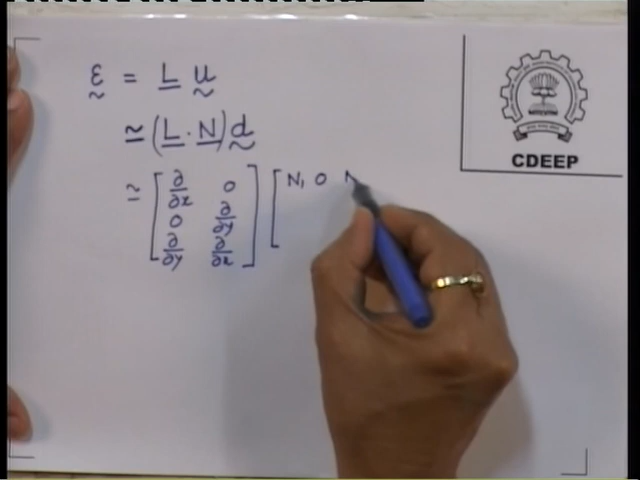 ε = L u
≃ (L · N) d
≃ [ ∂/∂x 0 ] [ N₁ 0 N
0 ∂/∂y
∂/∂y ∂/∂x
CDEEP